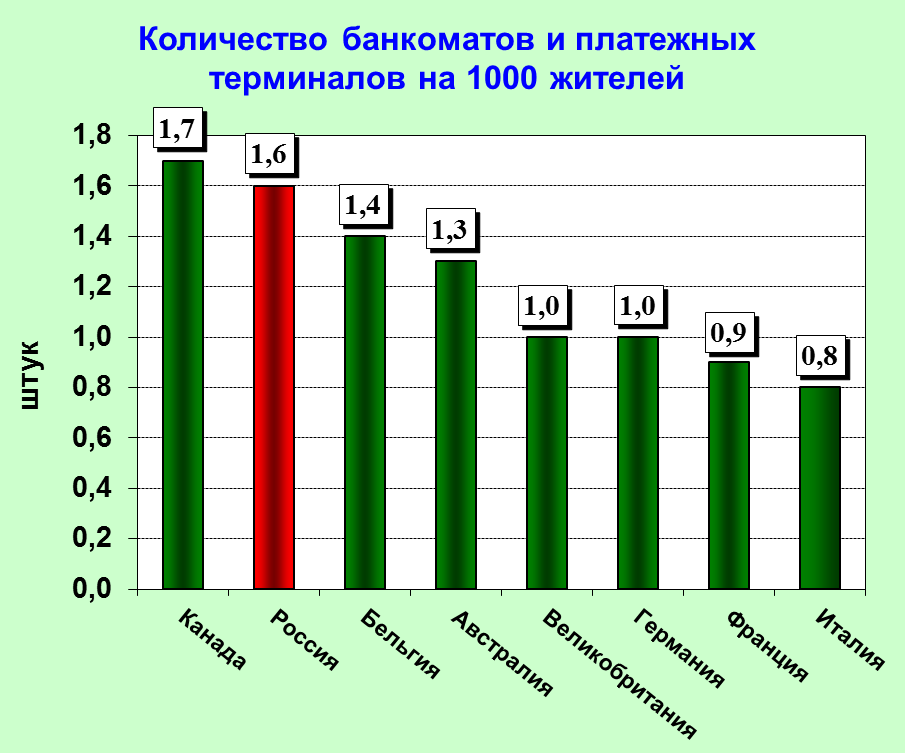 Количество банкоматов и платежных
терминалов на 1000 жителей
штук
1,8
1,6
1,4
1,2
1,0
0,8
0,6
0,4
0,2
0,0
1,7
1,6
1,4
1,3
1,0
1,0
0,9
0,8
Канада
Россия
Бельгия
Австралия
Великобритания
Германия
Франция
Италия